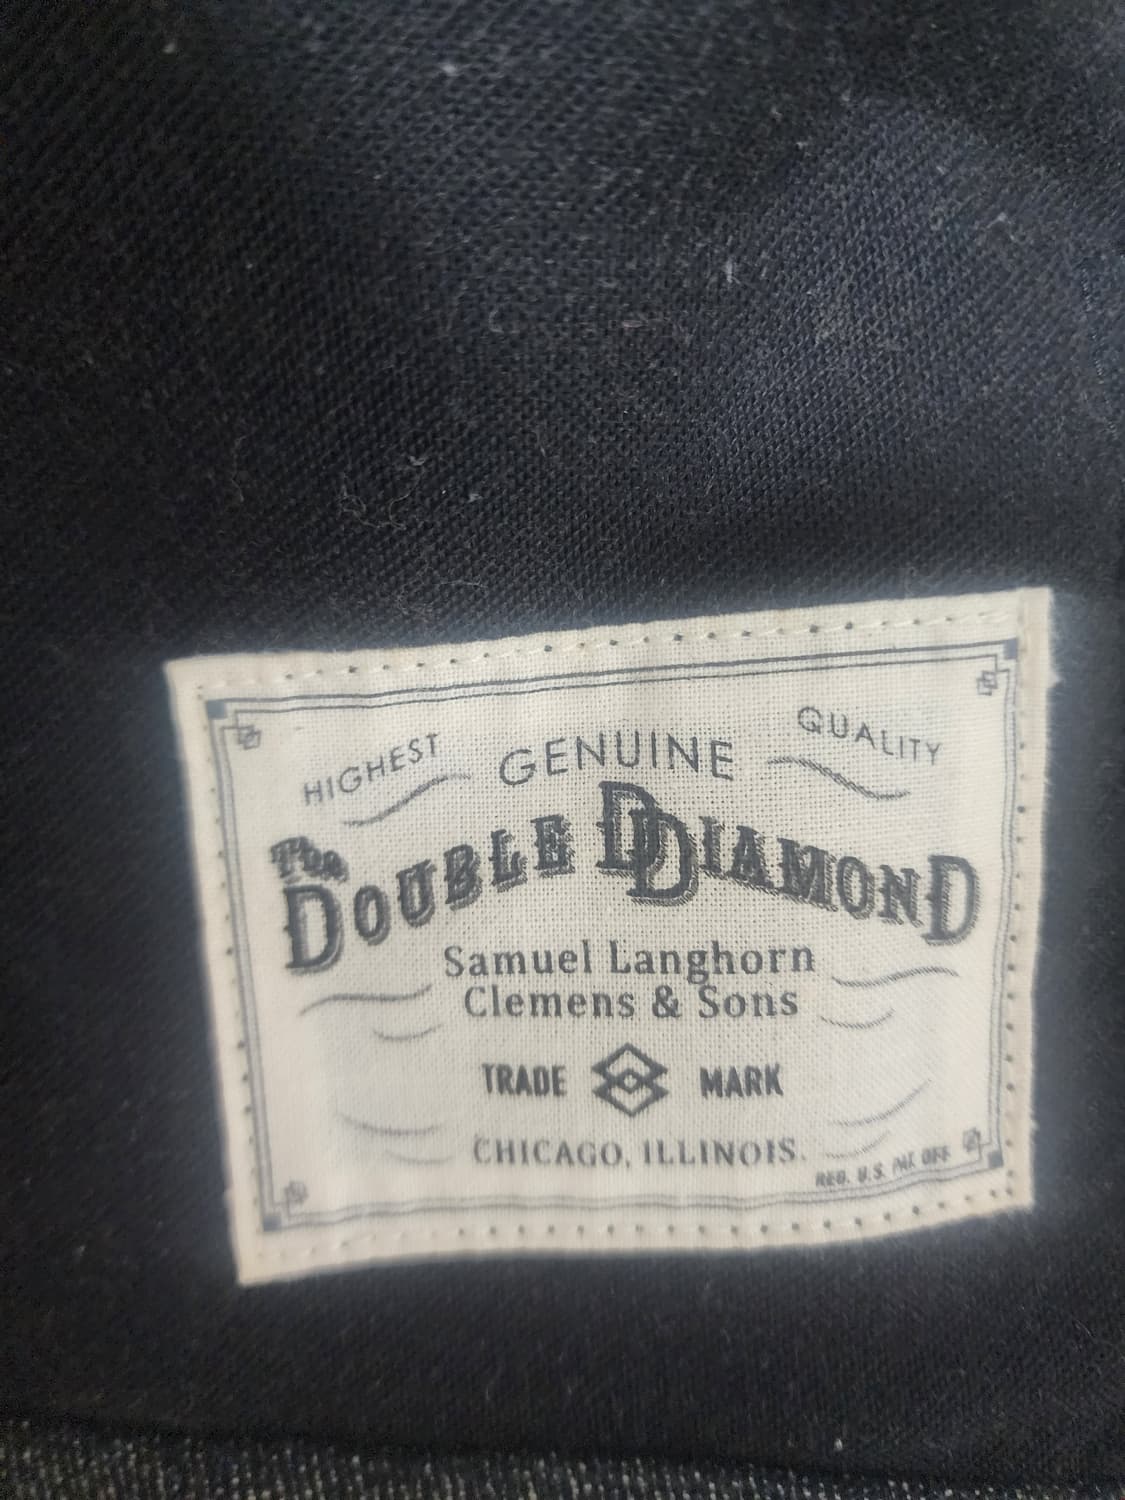 HIGHEST GENUINE QUALITY
The
DOUBLE DIAMOND
Samuel Langhorn
Clemens & Sons
TRADE MARK
CHICAGO, ILLINOIS.
REG. U.S. PAT. OFF